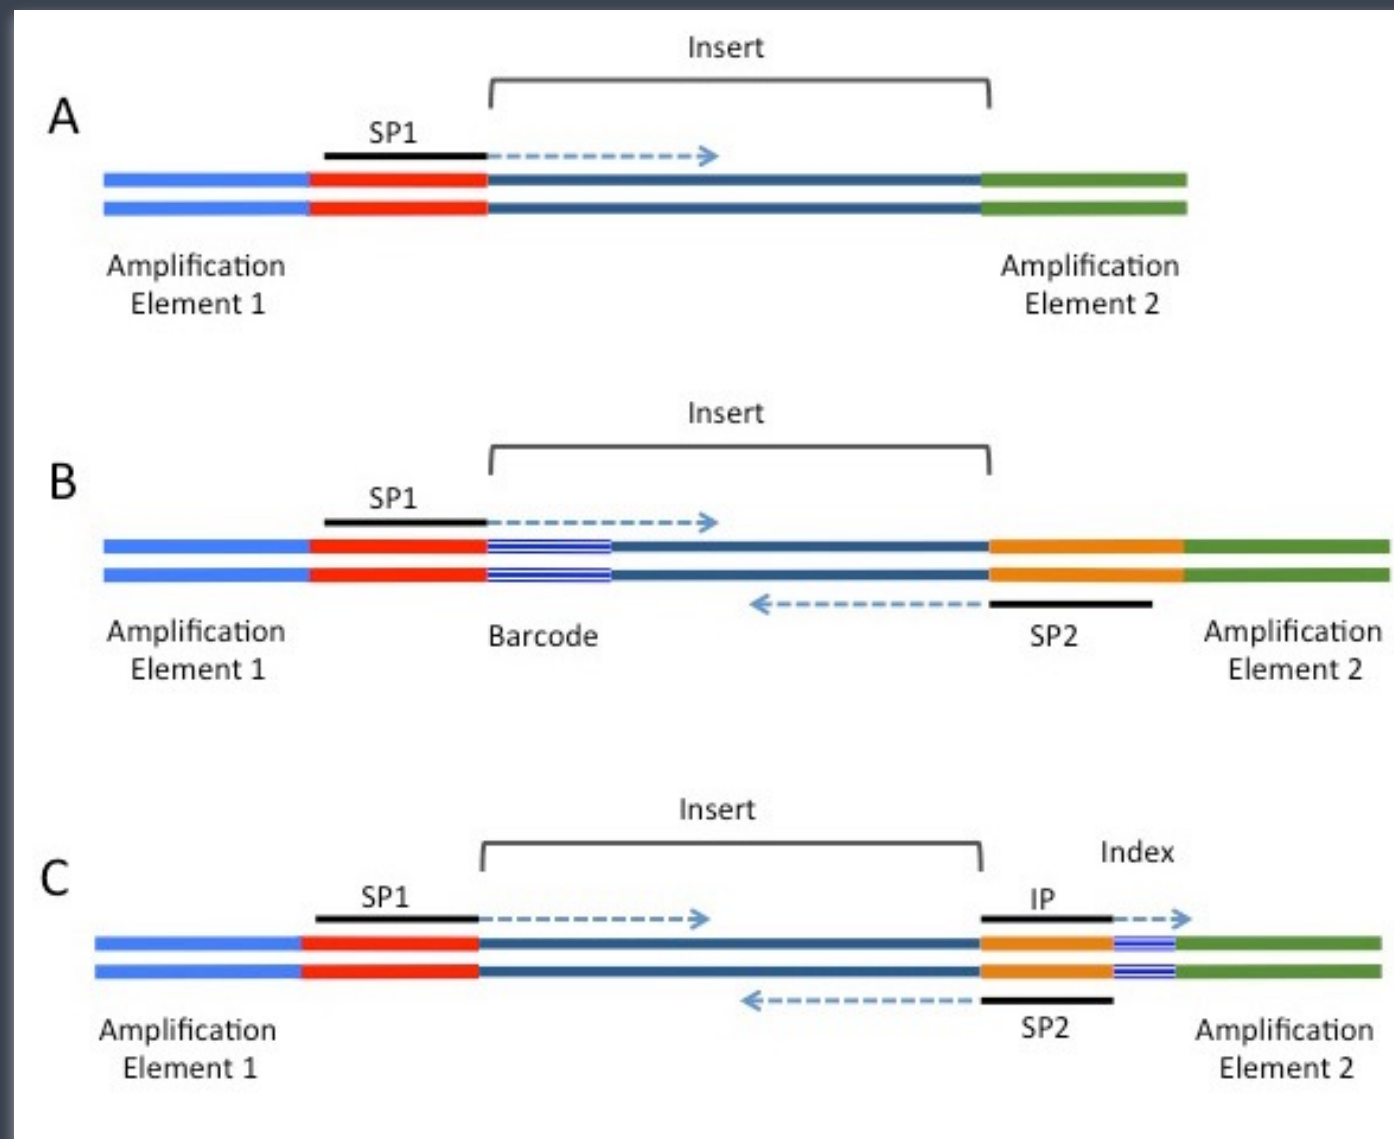 Insert
A
SP1
Amplification
Element 1
Amplification
Element 2
Insert
B
SP1
Amplification
Element 1
Barcode
SP2
Amplification
Element 2
Insert
Index
C
SP1
IP
Amplification
Element 1
SP2
Amplification
Element 2